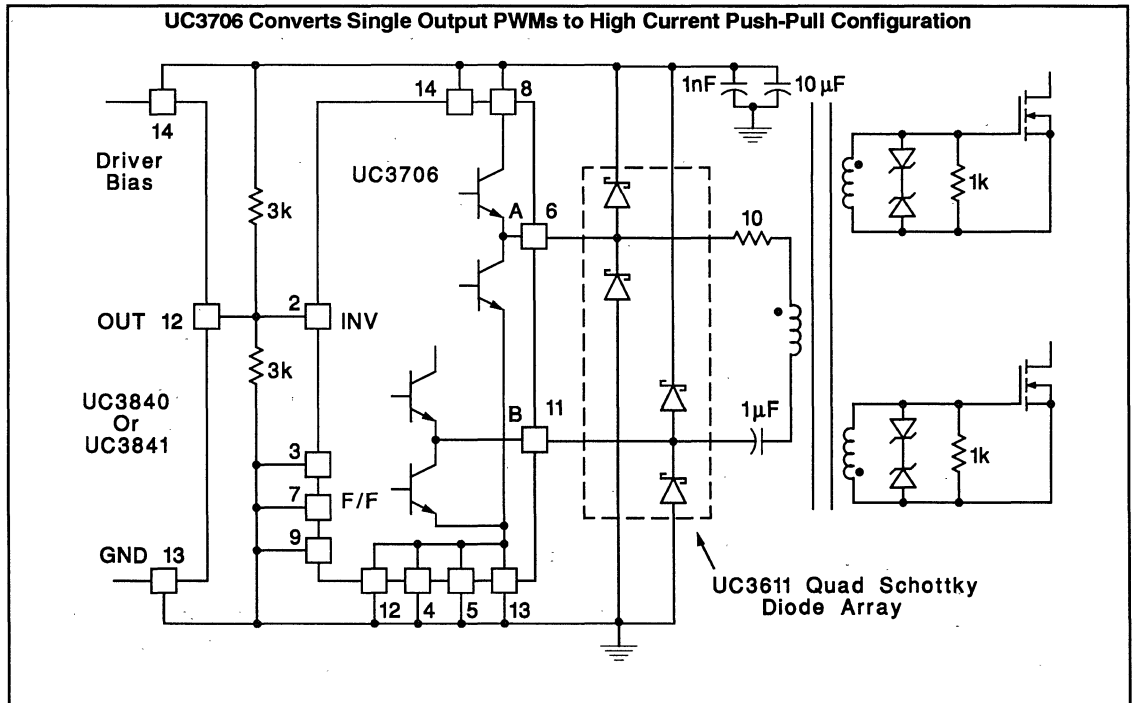 UC3706 Converts Single Output PWMs to High Current Push-Pull Configuration
14
Driver
Bias
3k
OUT 12
3k
UC3840
Or
UC3841
GND 13
14
8
UC3706
A
6
2
INV
B
11
3
7
F/F
9
12
4
5
13
1nF
10 µF
10
1µF
1k
1k
UC3611 Quad Schottky
Diode Array